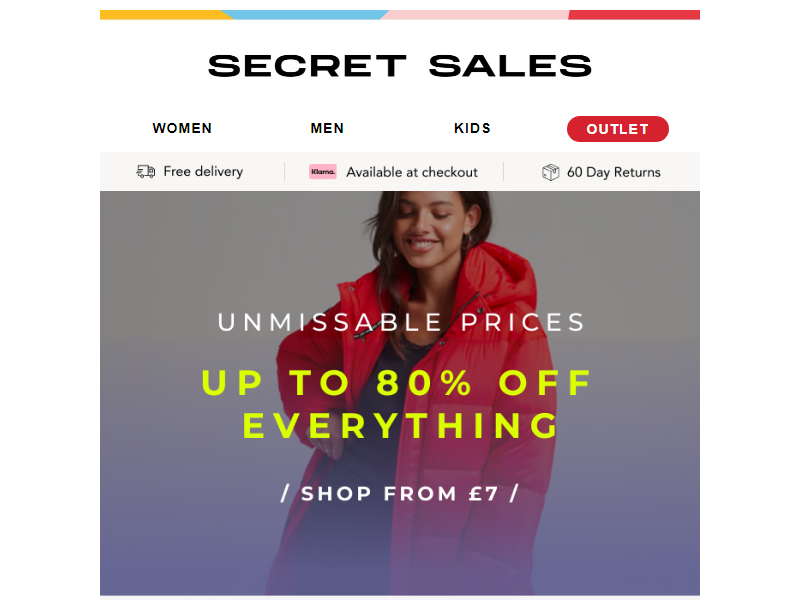 SECRET SALES
WOMEN MEN KIDS OUTLET
Free delivery Klarna. Available at checkout 60 Day Returns
UNMISSABLE PRICES
UP TO 80% OFF
EVERYTHING
/ SHOP FROM £7 /